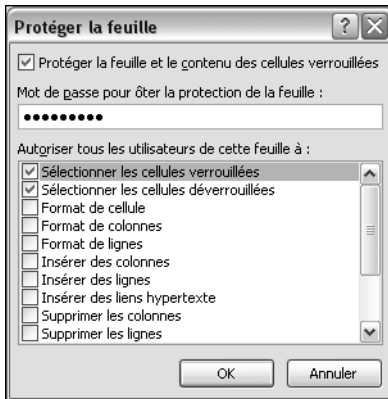 Protéger la feuille
Protéger la feuille et le contenu des cellules verrouillées
Mot de passe pour ôter la protection de la feuille :
•••••••••
Autoriser tous les utilisateurs de cette feuille à :
Sélectionner les cellules verrouillées
Sélectionner les cellules déverrouillées
Format de cellule
Format de colonnes
Format de lignes
Insérer des colonnes
Insérer des lignes
Insérer des liens hypertexte
Supprimer les colonnes
Supprimer les lignes
OK Annuler